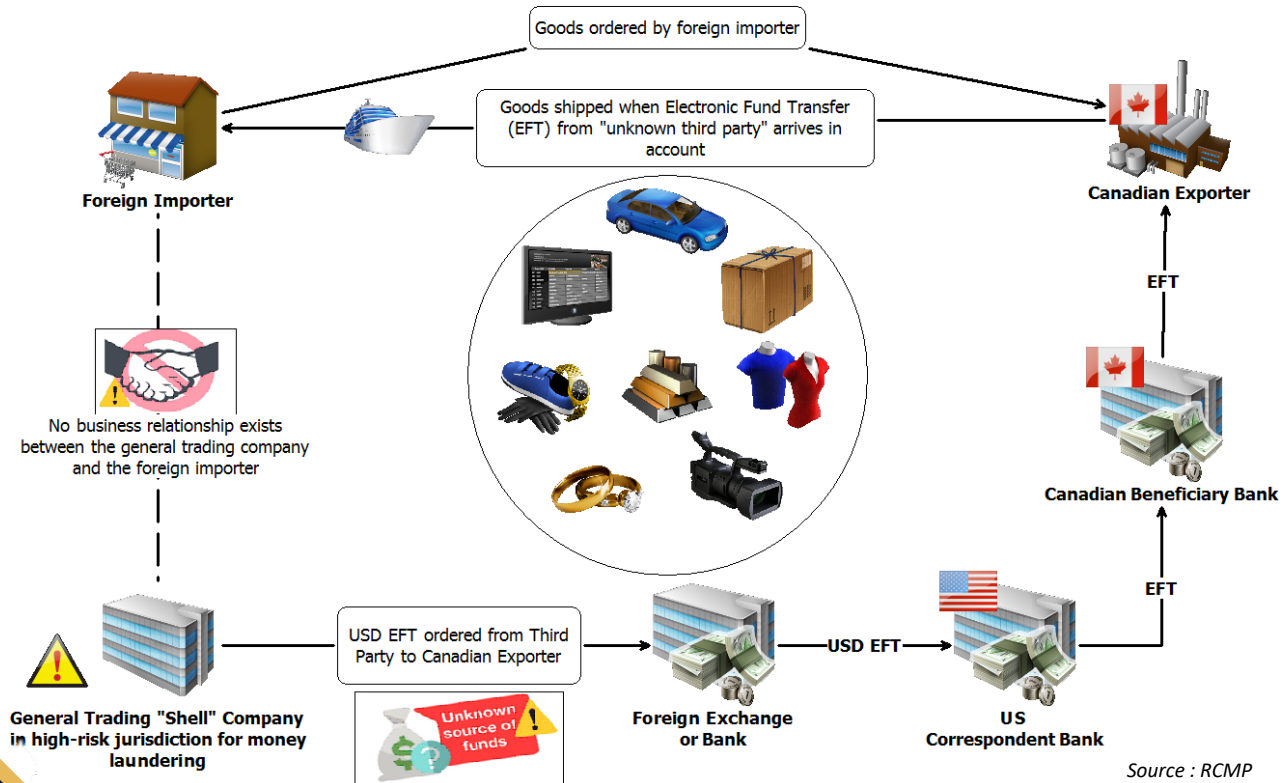 Goods ordered by foreign importer
Goods shipped when Electronic Fund Transfer
(EFT) from "unknown third party" arrives in
account
Foreign Importer
Canadian Exporter
EFT
No business relationship exists
between the general trading company
and the foreign importer
Canadian Beneficiary Bank
EFT
USD EFT ordered from Third
Party to Canadian Exporter
USD EFT
General Trading "Shell" Company
in high-risk jurisdiction for money
laundering
Unknown
source of
funds
Foreign Exchange
or Bank
US
Correspondent Bank
Source : RCMP